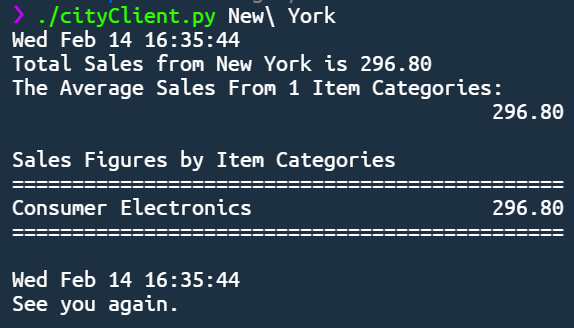 ❯ ./cityClient.py New\ York
Wed Feb 14 16:35:44
Total Sales from New York is 296.80
The Average Sales From 1 Item Categories:
                                        296.80

Sales Figures by Item Categories
==============================================
Consumer Electronics                    296.80
==============================================

Wed Feb 14 16:35:44
See you again.